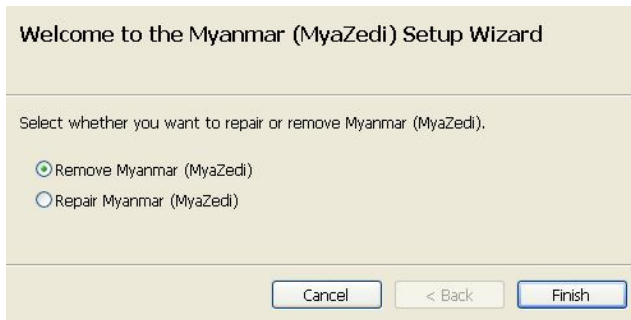 Welcome to the Myanmar (MyaZedi) Setup Wizard
Select whether you want to repair or remove Myanmar (MyaZedi).
Remove Myanmar (MyaZedi)
Repair Myanmar (MyaZedi)
Cancel < Back Finish